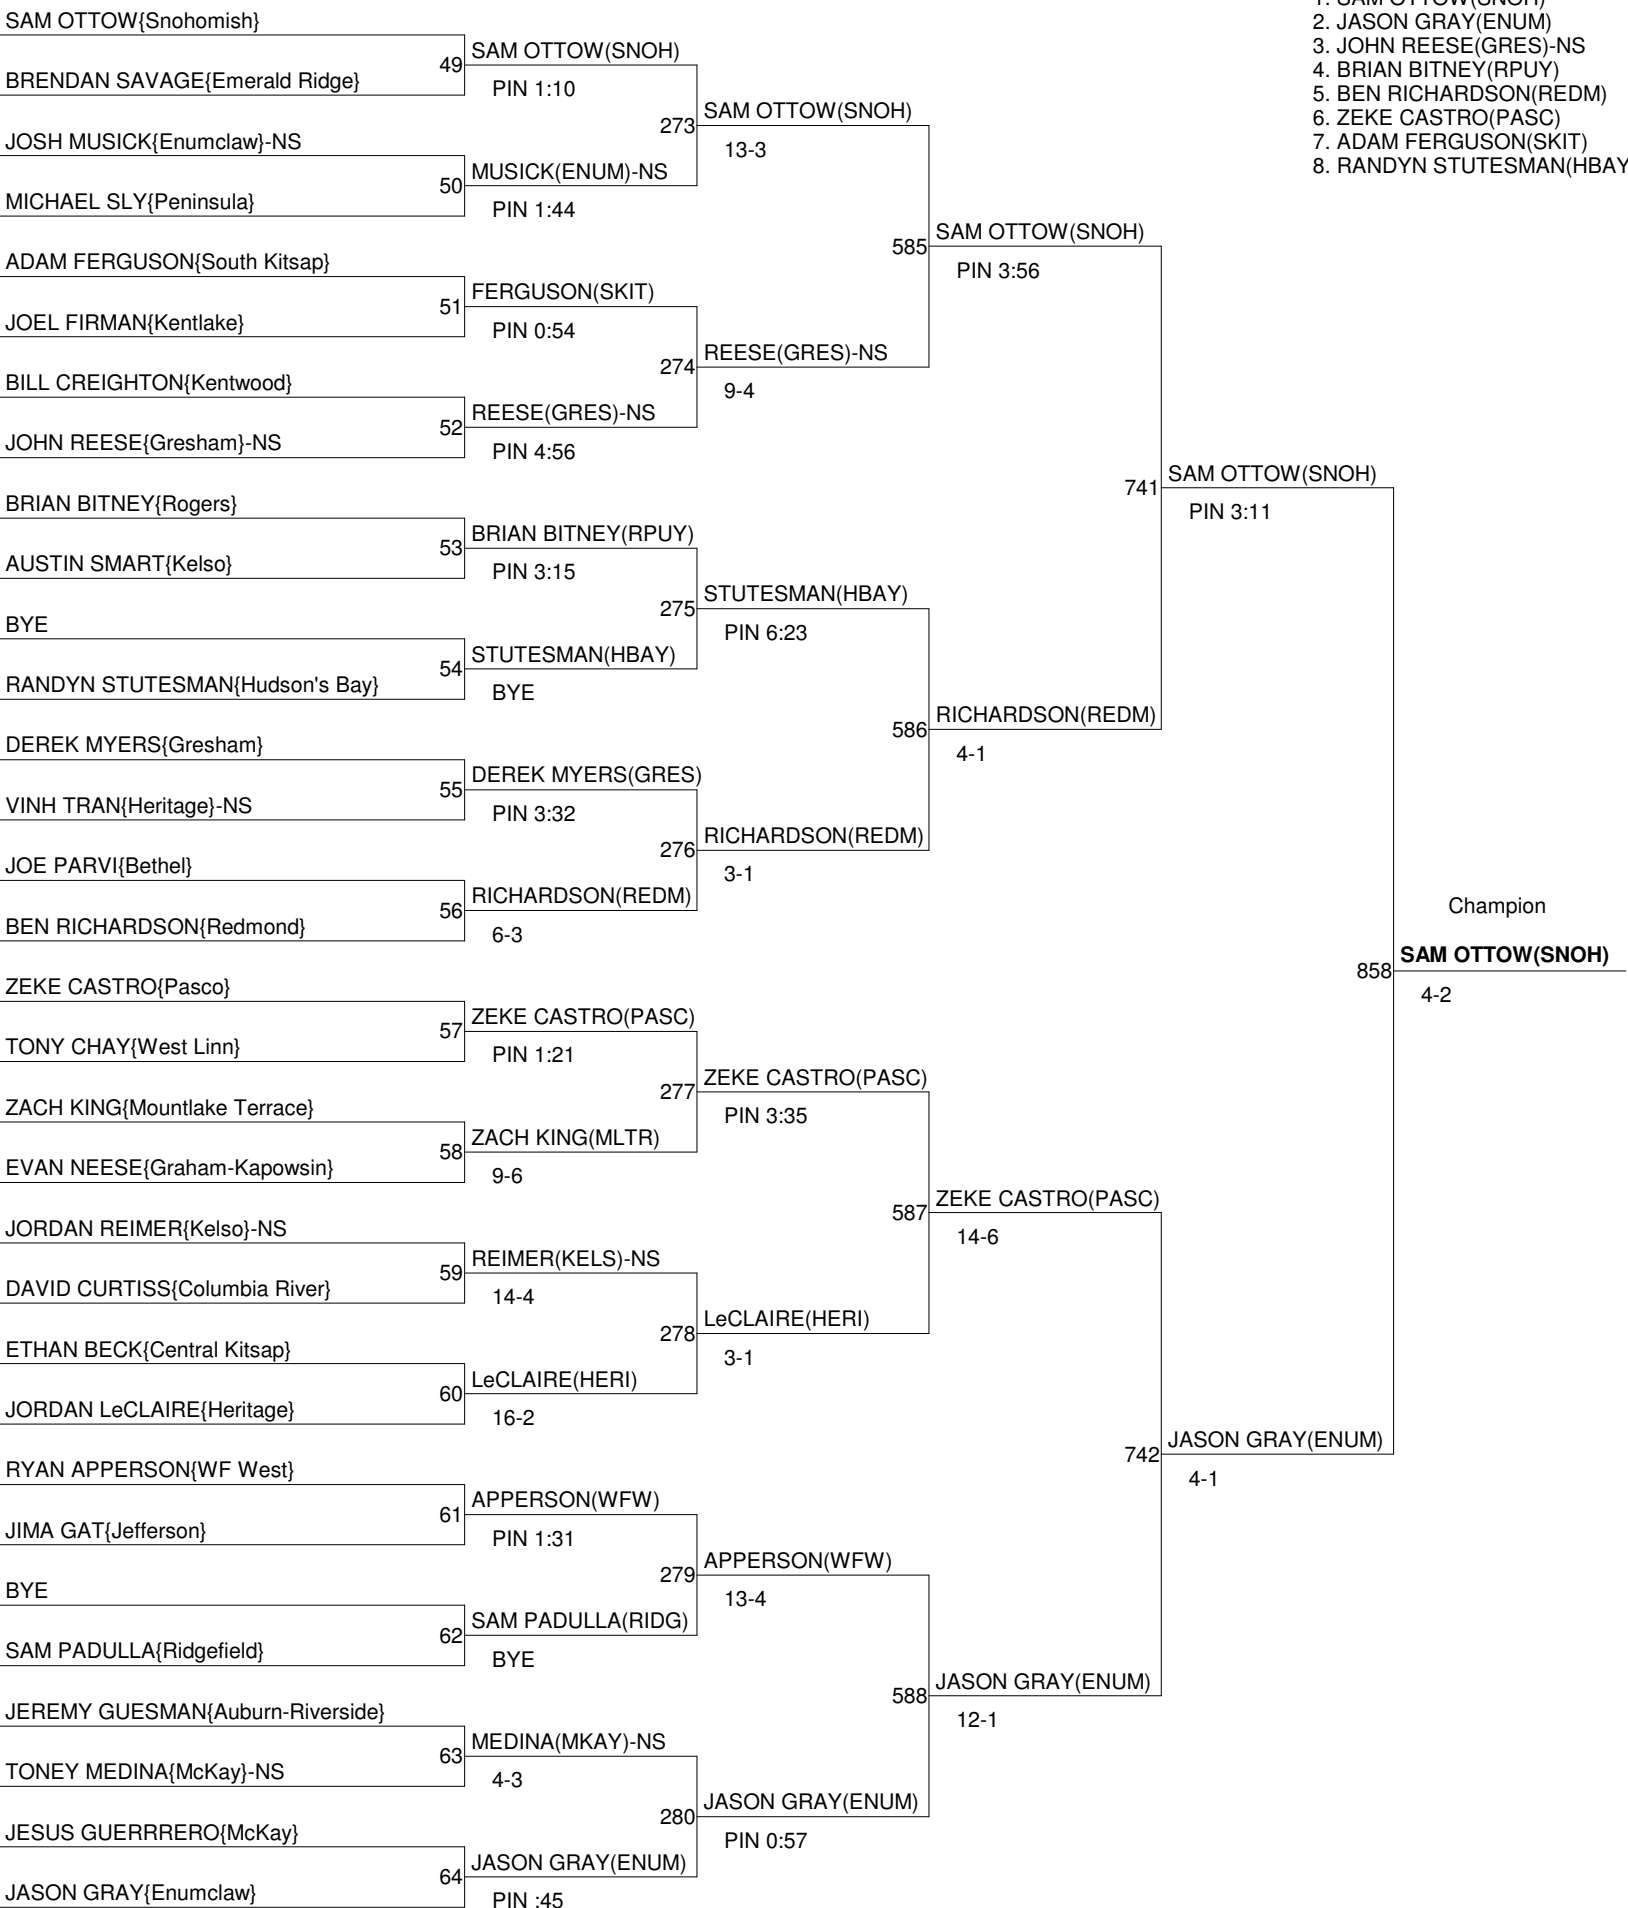 1. SAM OTTOW(SNOH)
2. JASON GRAY(ENUM)
3. JOHN REESE(GRES)-NS
4. BRIAN BITNEY(RPUY)
5. BEN RICHARDSON(REDM)
6. ZEKE CASTRO(PASC)
7. ADAM FERGUSON(SKIT)
8. RANDYN STUTESMAN(HBAY
SAM OTTOW{Snohomish}
BRENDAN SAVAGE{Emerald Ridge}
JOSH MUSICK{Enumclaw}-NS
MICHAEL SLY{Peninsula}
ADAM FERGUSON{South Kitsap}
JOEL FIRMAN{Kentlake}
BILL CREIGHTON{Kentwood}
JOHN REESE{Gresham}-NS
BRIAN BITNEY{Rogers}
AUSTIN SMART{Kelso}
BYE
RANDYN STUTESMAN{Hudson's Bay}
DEREK MYERS{Gresham}
VINH TRAN{Heritage}-NS
JOE PARVI{Bethel}
BEN RICHARDSON{Redmond}
ZEKE CASTRO{Pasco}
TONY CHAY{West Linn}
ZACH KING{Mountlake Terrace}
EVAN NEESE{Graham-Kapowsin}
JORDAN REIMER{Kelso}-NS
DAVID CURTISS{Columbia River}
ETHAN BECK{Central Kitsap}
JORDAN LeCLAIRE{Heritage}
RYAN APPERSON{WF West}
JIMA GAT{Jefferson}
BYE
SAM PADULLA{Ridgefield}
JEREMY GUESMAN{Auburn-Riverside}
TONEY MEDINA{McKay}-NS
JESUS GUERRRERO{McKay}
JASON GRAY{Enumclaw}
49 SAM OTTOW(SNOH)
PIN 1:10
50 MUSICK(ENUM)-NS
PIN 1:44
51 FERGUSON(SKIT)
PIN 0:54
52 REESE(GRES)-NS
PIN 4:56
53 BRIAN BITNEY(RPUY)
PIN 3:15
54 STUTESMAN(HBAY)
BYE
55 DEREK MYERS(GRES)
PIN 3:32
56 RICHARDSON(REDM)
6-3
57 ZEKE CASTRO(PASC)
PIN 1:21
58 ZACH KING(MLTR)
9-6
59 REIMER(KELS)-NS
14-4
60 LeCLAIRE(HERI)
16-2
61 APPERSON(WFW)
PIN 1:31
62 SAM PADULLA(RIDG)
BYE
63 MEDINA(MKAY)-NS
4-3
64 JASON GRAY(ENUM)
PIN :45
273 SAM OTTOW(SNOH)
13-3
274 REESE(GRES)-NS
9-4
275 STUTESMAN(HBAY)
PIN 6:23
276 RICHARDSON(REDM)
3-1
277 ZEKE CASTRO(PASC)
PIN 3:35
278 LeCLAIRE(HERI)
3-1
279 APPERSON(WFW)
13-4
280 JASON GRAY(ENUM)
PIN 0:57
585 SAM OTTOW(SNOH)
PIN 3:56
586 RICHARDSON(REDM)
4-1
587 ZEKE CASTRO(PASC)
14-6
588 JASON GRAY(ENUM)
12-1
741 SAM OTTOW(SNOH)
PIN 3:11
742 JASON GRAY(ENUM)
4-1
Champion
858 SAM OTTOW(SNOH)
4-2